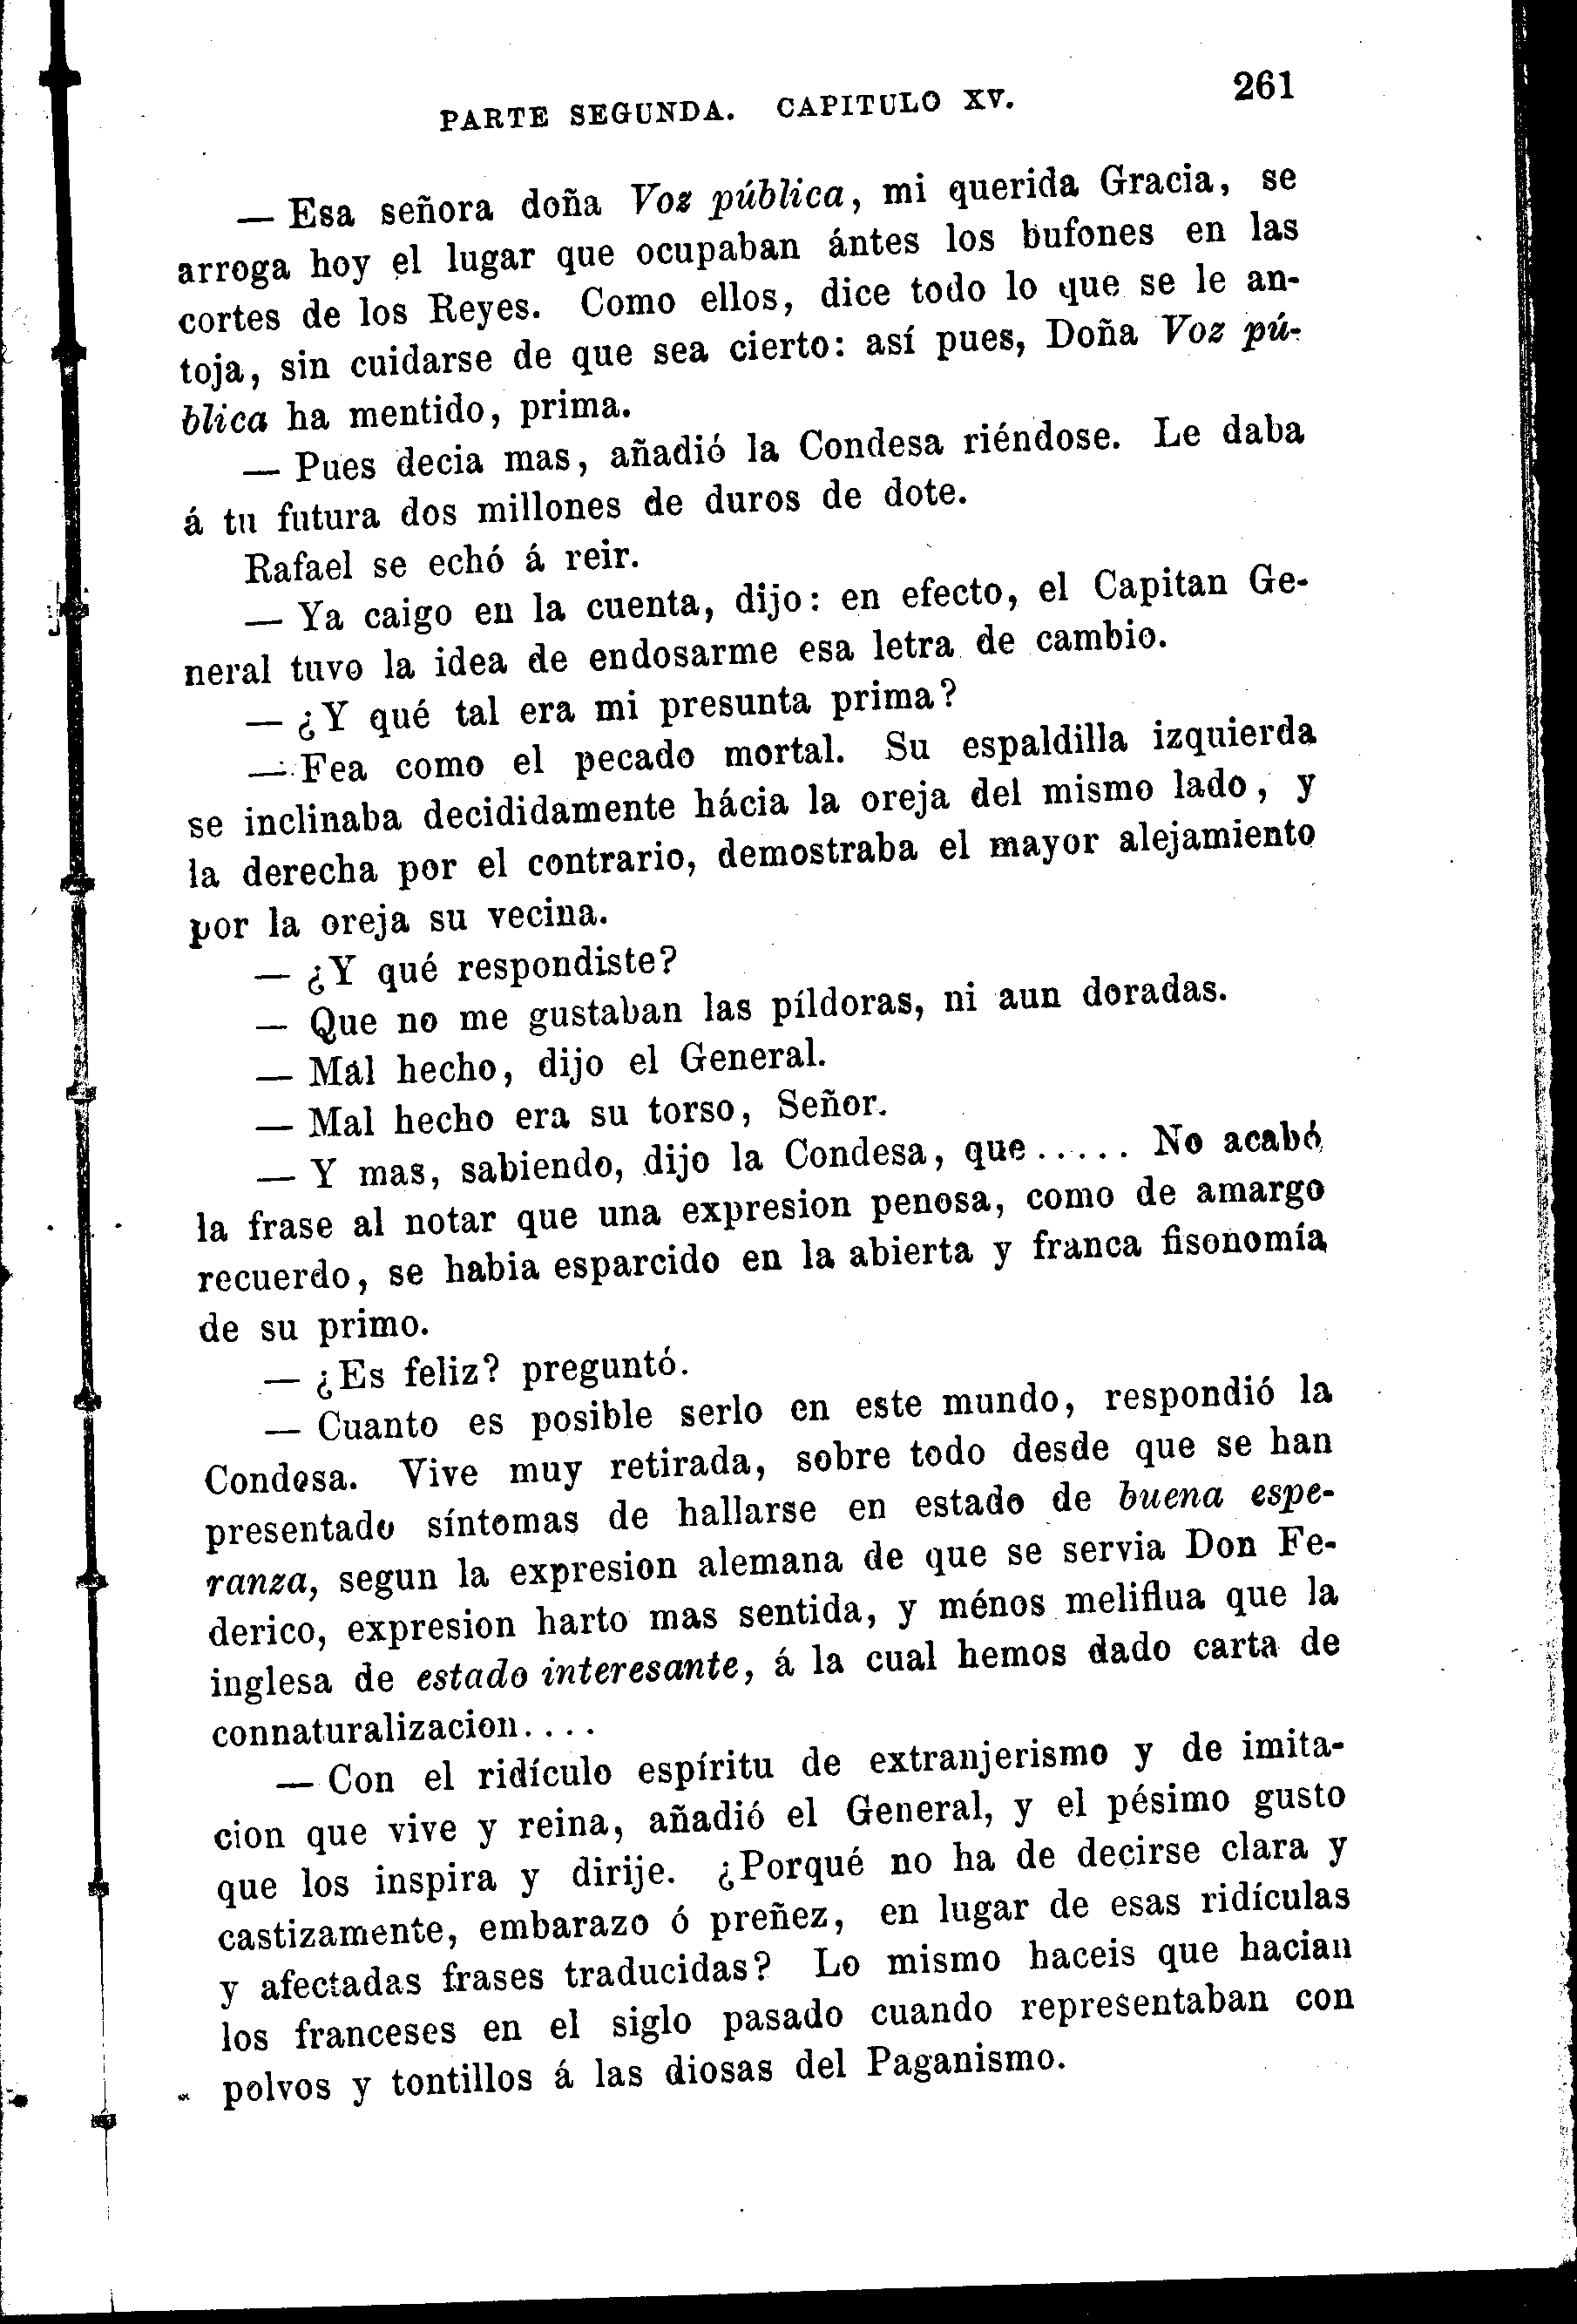 PARTE SEGUNDA. CAPITULO XV. 261
— Esa señora doña Voz pública, mi querida Gracia, se
arroga hoy el lugar que ocupaban ántes los bufones en las
cortes de los Reyes. Como ellos, dice todo lo que se le an-
toja, sin cuidarse de que sea cierto: así pues, Doña Voz pú-
blica ha mentido, prima.
— Pues decia mas, añadió la Condesa riéndose. Le daba
á tu futura dos millones de duros de dote.
Rafael se echó á reir.
— Ya caigo en la cuenta, dijo: en efecto, el Capitan Ge-
neral tuvo la idea de endosarme esa letra de cambio.
— ¿Y qué tal era mi presunta prima?
— Fea como el pecado mortal. Su espaldilla izquierda
se inclinaba decididamente hácia la oreja del mismo lado, y
la derecha por el contrario, demostraba el mayor alejamiento
por la oreja su vecina.
— ¿Y qué respondiste?
— Que no me gustaban las píldoras, ni aun doradas.
— Mal hecho, dijo el General.
— Mal hecho era su torso, Señor.
— Y mas, sabiendo, dijo la Condesa, que ..... No acabó
la frase al notar que una expresion penosa, como de amargo
recuerdo, se habia esparcido en la abierta y franca fisonomía
de su primo.
— ¿Es feliz? preguntó.
— Cuanto es posible serlo en este mundo, respondió la
Condesa. Vive muy retirada, sobre todo desde que se han
presentado síntomas de hallarse en estado de buena espe-
ranza, segun la expresion alemana de que se servia Don Fe-
derico, expresion harto mas sentida, y ménos meliflua que la
inglesa de estado interesante, á la cual hemos dado carta de
connaturalizacion....
— Con el ridículo espíritu de extranjerismo y de imita-
cion que vive y reina, añadió el General, y el pésimo gusto
que los inspira y dirije. ¿Porqué no ha de decirse clara y
castizamente, embarazo ó preñez, en lugar de esas ridículas
y afectadas frases traducidas? Lo mismo haceis que hacian
los franceses en el siglo pasado cuando representaban con
polvos y tontillos á las diosas del Paganismo.